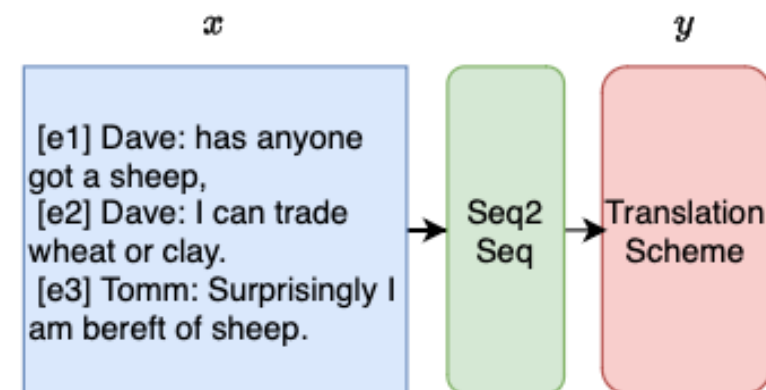 x
y
[e1] Dave: has anyone
got a sheep,
[e2] Dave: I can trade
wheat or clay.
[e3] Tomm: Surprisingly I
am bereft of sheep.
Seq2
Seq
Translation
Scheme